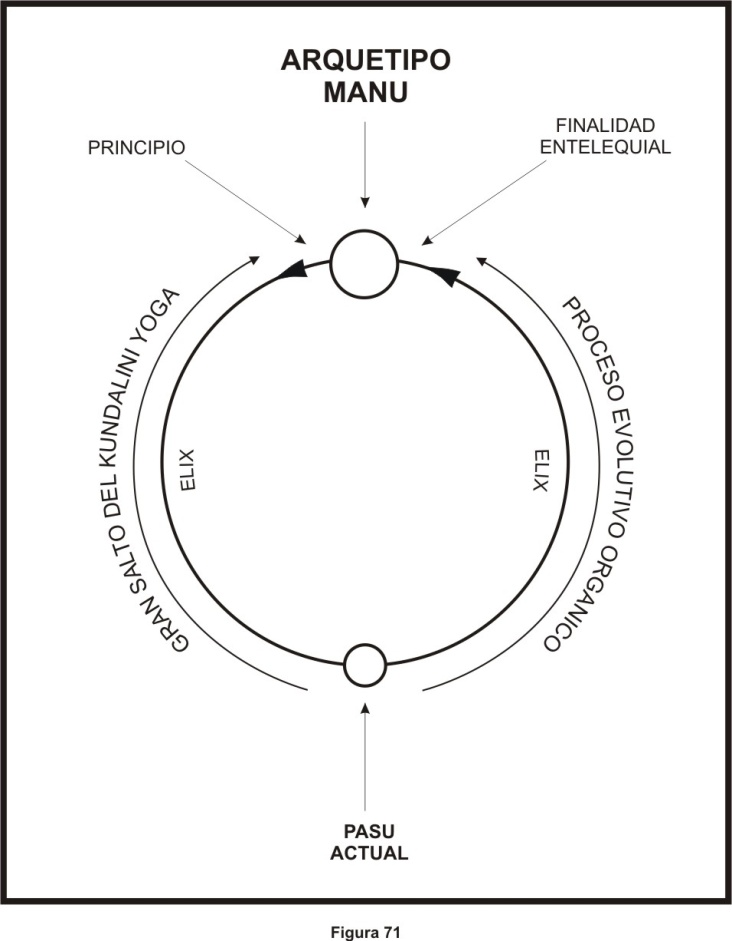 ARQUETIPO
MANU
PRINCIPIO
FINALIDAD
ENTELEQUIAL
GRAN SALTO DEL KUNDALINI YOGA
PROCESO EVOLUTIVO ORGANICO
ELIX
ELIX
PASU
ACTUAL
Figura 71